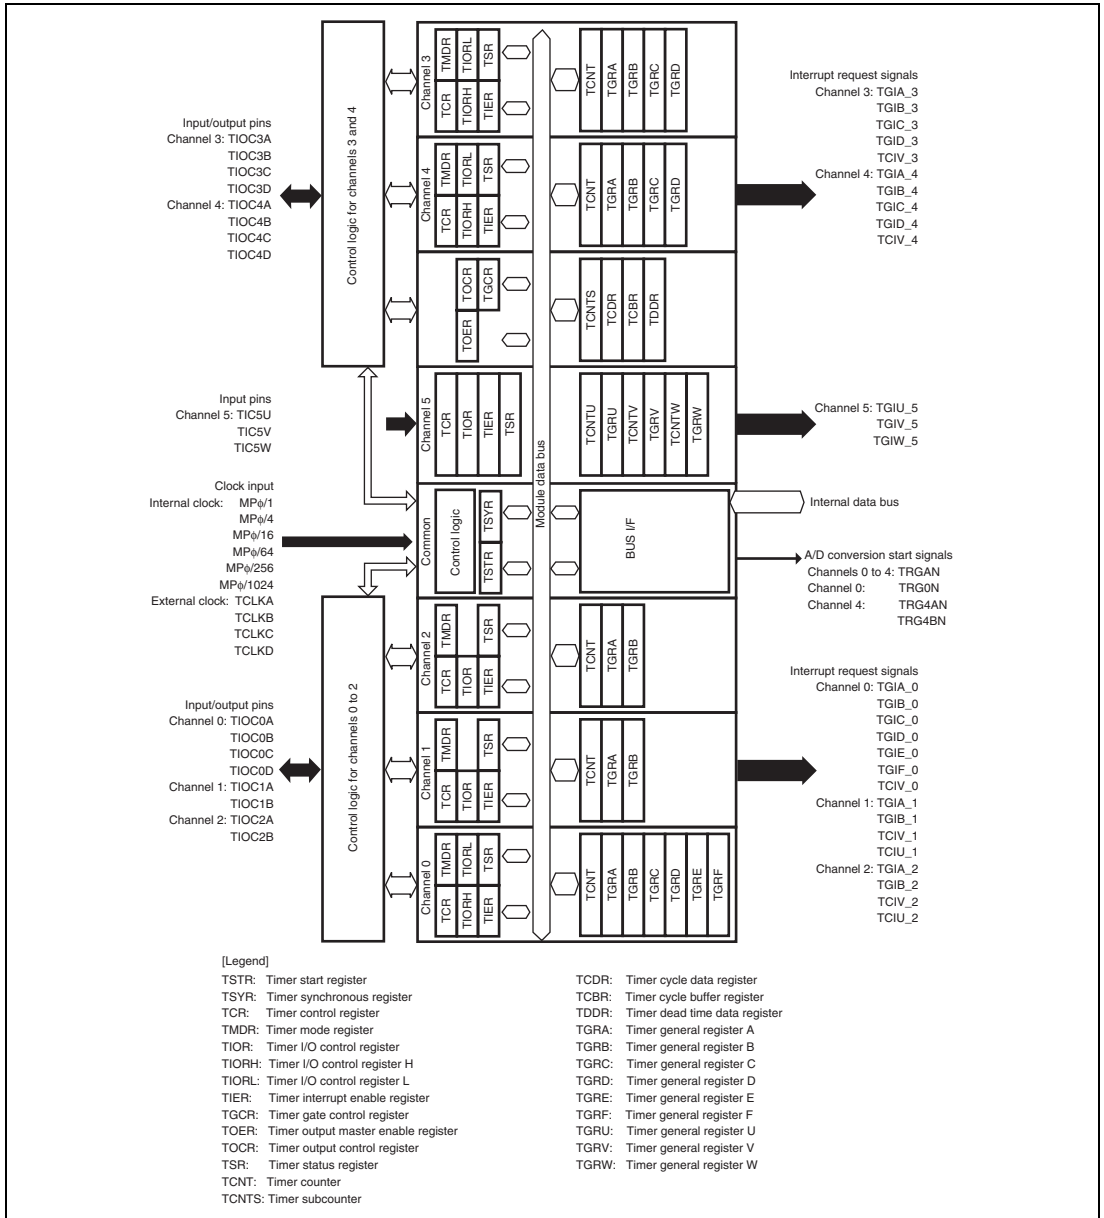 Input/output pins
Channel 3: TIOC3A
TIOC3B
TIOC3C
TIOC3D
Channel 4: TIOC4A
TIOC4B
TIOC4C
TIOC4D
Input pins
Channel 5: TIC5U
TIC5V
TIC5W
Clock input
Internal clock: MPφ/1
MPφ/4
MPφ/16
MPφ/64
MPφ/256
MPφ/1024
External clock: TCLKA
TCLKB
TCLKC
TCLKD
Input/output pins
Channel 0: TIOC0A
TIOC0B
TIOC0C
TIOC0D
Channel 1: TIOC1A
TIOC1B
Channel 2: TIOC2A
TIOC2B
Control logic for channels 3 and 4
Control logic for channels 0 to 2
Channel 3
TMDR TIORL TSR
TCR TIORH TIER
TCNT TGRA TGRB TGRC TGRD
Channel 4
TMDR TIORL TSR
TCR TIORH TIER
TCNT TGRA TGRB TGRC TGRD
TOCR TGCR
TOER
TCNTS TCDR TCBR TDDR
Channel 5
TCR TIOR TIER TSR
TCNTU TGRU TCNTV TGRV TCNTW TGRW
Module data bus
Common
Control logic
TSYR
TSTR
BUS I/F
Channel 2
TMDR TSR
TCR TIOR TIER
TCNT TGRA TGRB
Channel 1
TMDR TSR
TCR TIOR TIER
TCNT TGRA TGRB
Channel 0
TMDR TIORL TSR
TCR TIORH TIER
TCNT TGRA TGRB TGRC TGRD TGRE TGRF
Interrupt request signals
Channel 3: TGIA_3
TGIB_3
TGIC_3
TGID_3
TCIV_3
Channel 4: TGIA_4
TGIB_4
TGIC_4
TGID_4
TCIV_4
Channel 5: TGIU_5
TGIV_5
TGIW_5
Internal data bus
A/D conversion start signals
Channels 0 to 4: TRGAN
Channel 0: TRG0N
Channel 4: TRG4AN
TRG4BN
Interrupt request signals
Channel 0: TGIA_0
TGIB_0
TGIC_0
TGID_0
TGIE_0
TGIF_0
TCIV_0
Channel 1: TGIA_1
TGIB_1
TCIV_1
TCIU_1
Channel 2: TGIA_2
TGIB_2
TCIV_2
TCIU_2
[Legend]
TSTR: Timer start register
TSYR: Timer synchronous register
TCR: Timer control register
TMDR: Timer mode register
TIOR: Timer I/O control register
TIORH: Timer I/O control register H
TIORL: Timer I/O control register L
TIER: Timer interrupt enable register
TGCR: Timer gate control register
TOER: Timer output master enable register
TOCR: Timer output control register
TSR: Timer status register
TCNT: Timer counter
TCNTS: Timer subcounter
TCDR: Timer cycle data register
TCBR: Timer cycle buffer register
TDDR: Timer dead time data register
TGRA: Timer general register A
TGRB: Timer general register B
TGRC: Timer general register C
TGRD: Timer general register D
TGRE: Timer general register E
TGRF: Timer general register F
TGRU: Timer general register U
TGRV: Timer general register V
TGRW: Timer general register W